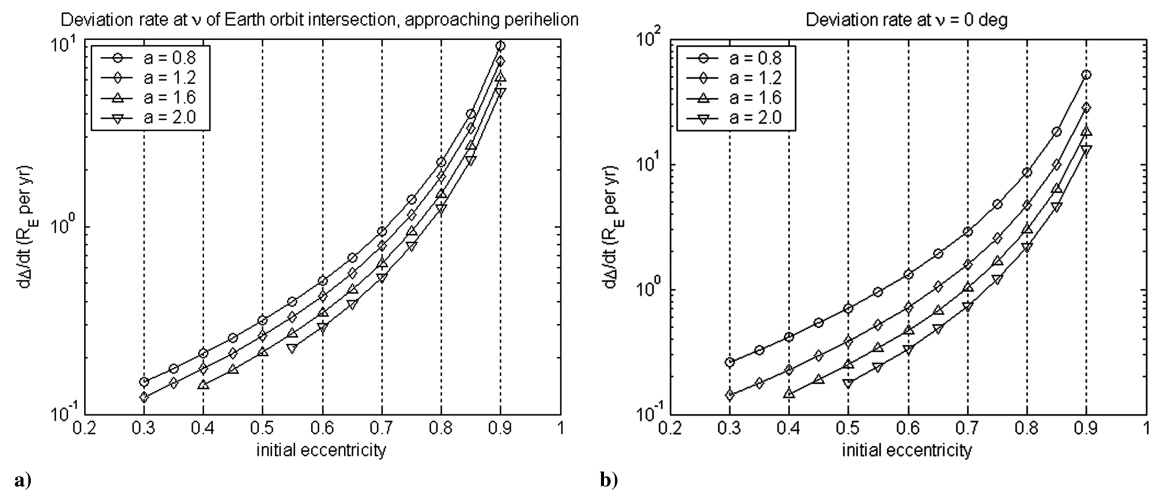 Deviation rate at ν of Earth orbit intersection, approaching perihelion
10^1
10^0
10^-1
dΔ/dt (R_E per yr)
a = 0.8
a = 1.2
a = 1.6
a = 2.0
0.2 0.3 0.4 0.5 0.6 0.7 0.8 0.9 1
initial eccentricity
a)
Deviation rate at ν = 0 deg
10^2
10^1
10^0
10^-1
dΔ/dt (R_E per yr)
a = 0.8
a = 1.2
a = 1.6
a = 2.0
0.2 0.3 0.4 0.5 0.6 0.7 0.8 0.9 1
initial eccentricity
b)